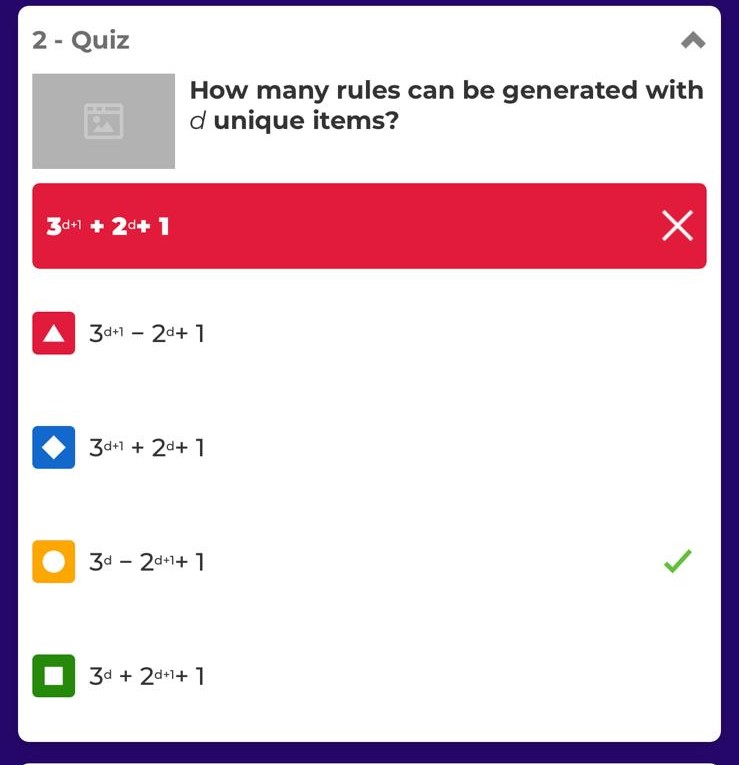 2 - Quiz
How many rules can be generated with
d unique items?
3ᵈ⁺¹ + 2ᵈ+ 1
3ᵈ⁺¹ − 2ᵈ+ 1
3ᵈ⁺¹ + 2ᵈ+ 1
3ᵈ − 2ᵈ⁺¹+ 1
3ᵈ + 2ᵈ⁺¹+ 1